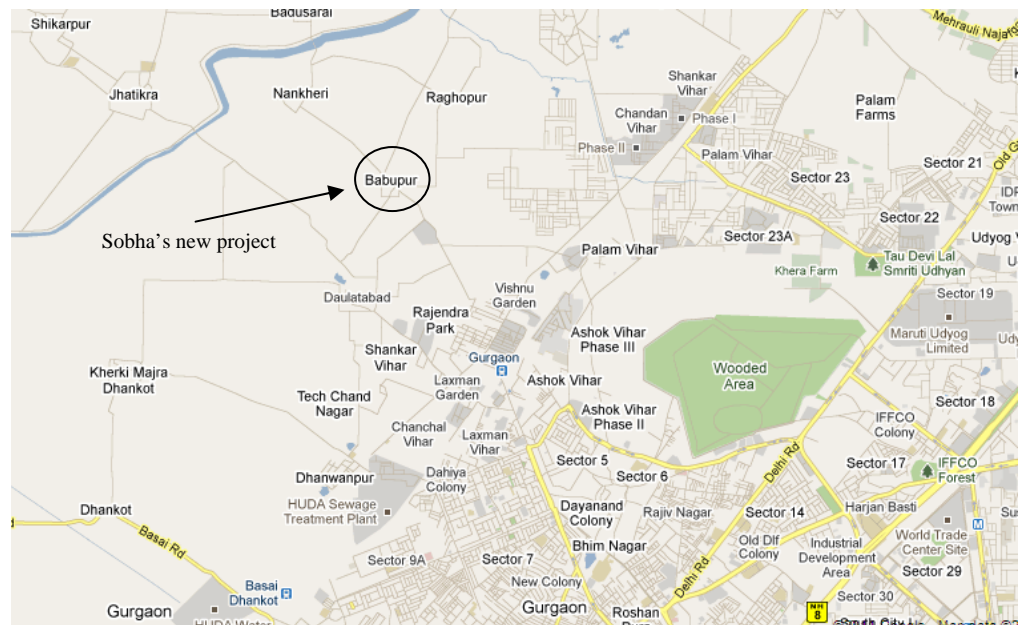 Shikarpur
Badusarai
Mehrauli Najafg
Jhatikra
Nankheri
Raghopur
Shankar
Vihar
Chandan
Vihar
Phase I
Phase II
Palam
Farms
Palam Vihar
Sector 21
Old G
Sector 23
Babupur
IDP
Town
Sector 22
Sobha's new project
Sector 23A
Udyog V
Palam Vihar
Tau Devi Lal
Smriti Udhyan
Khera Farm
Daulatabad
Vishnu
Garden
Sector 19
Rajendra
Park
Maruti Udyog
Limited
Ashok Vihar
Phase III
Shankar
Vihar
Gurgaon
Kherki Majra
Dhankot
Wooded
Area
Laxman
Garden
Ashok Vihar
Tech Chand
Nagar
Sector 18
Ashok Vihar
Phase II
IFFCO
Colony
Chanchal
Vihar
Laxman
Vihar
Delhi Rd
Sector 5
Sector 17
IFFCO
Forest
Dahiya
Colony
Sector 6
Dhanwanpur
HUDA Sewage
Treatment Plant
Dhankot
Dayanand
Colony
Rajiv Nagar
Sector 14
Harjan Basti
World Trade
Center Site
M
Basai Rd
Bhim Nagar
Old Dlf
Colony
Industrial
Development
Area
Sector 9A
Sector 7
Delhi Rd
Sector 29
New Colony
Basai
Dhankot
Sector 30
Gurgaon
Gurgaon
Roshan
NH
8